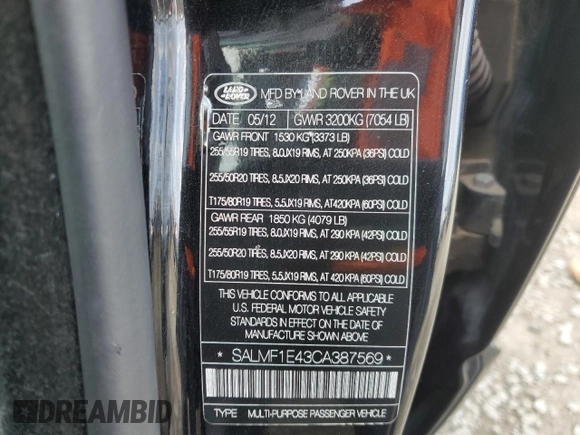 LAND ROVER
MFD BY LAND ROVER IN THE UK
DATE 05/12 GVWR 3200KG (7054 LB)
GAWR FRONT 1530 KG (3373 LB)
255/55R19 TIRES, 8.0JX19 RIMS, AT 250KPA (36PSI) COLD
255/50R20 TIRES, 8.5JX20 RIMS, AT 250KPA (36PSI) COLD
T175/80R19 TIRES, 5.5JX19 RIMS, AT420KPA (60PSI) COLD
GAWR REAR 1850 KG (4079 LB)
255/55R19 TIRES, 8.0JX19 RIMS, AT 290 KPA (42PSI) COLD
255/50R20 TIRES, 8.5JX20 RIMS, AT 290 KPA (42PSI) COLD
T175/80R19 TIRES, 5.5JX19 RIMS, AT 420 KPA (60PSI) COLD
THIS VEHICLE CONFORMS TO ALL APPLICABLE
U.S. FEDERAL MOTOR VEHICLE SAFETY
STANDARDS IN EFFECT ON THE DATE OF
MANUFACTURE SHOWN ABOVE
* SALMF1E43CA387569 *
TYPE MULTI-PURPOSE PASSENGER VEHICLE
DREAMBID